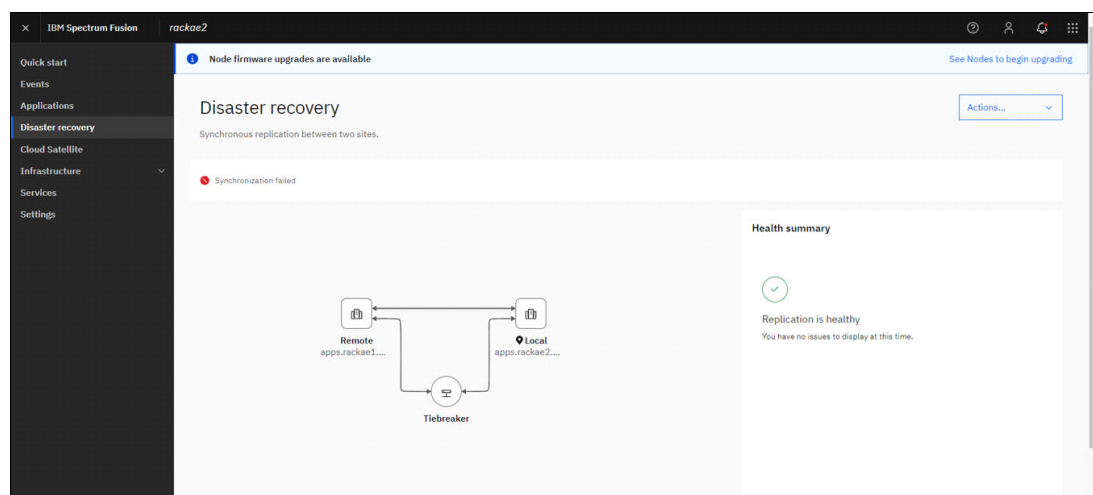 IBM Spectrum Fusion rackae2
Quick start
Events
Applications
Disaster recovery
Cloud Satellite
Infrastructure
Services
Settings
Node firmware upgrades are available See Nodes to begin upgrading
Disaster recovery
Actions...
Synchronous replication between two sites.
Synchronization failed
Health summary
Replication is healthy
You have no issues to display at this time.
Remote Local
apps.rackae1.... apps.rackae2....
Tiebreaker